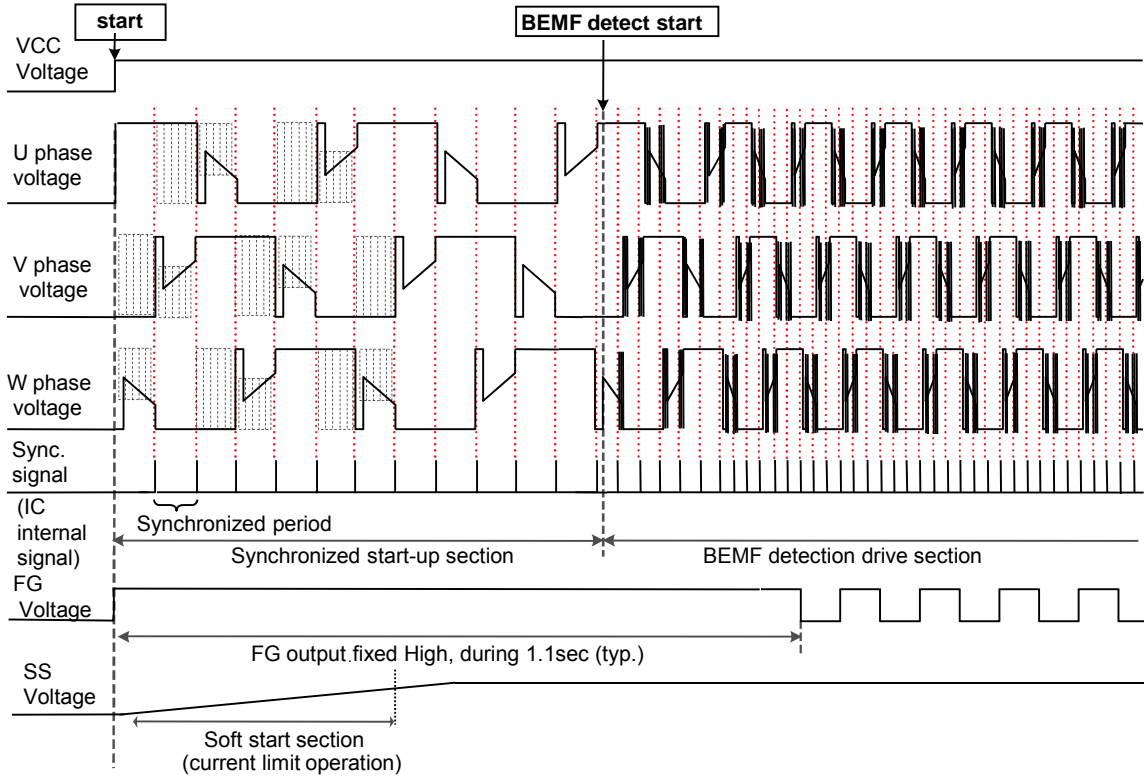 start
BEMF detect start
VCC
Voltage
U phase
voltage
V phase
voltage
W phase
voltage
Sync.
signal
(IC
internal
signal)
Synchronized period
Synchronized start-up section
BEMF detection drive section
FG
Voltage
FG output fixed High, during 1.1sec (typ.)
SS
Voltage
Soft start section
(current limit operation)